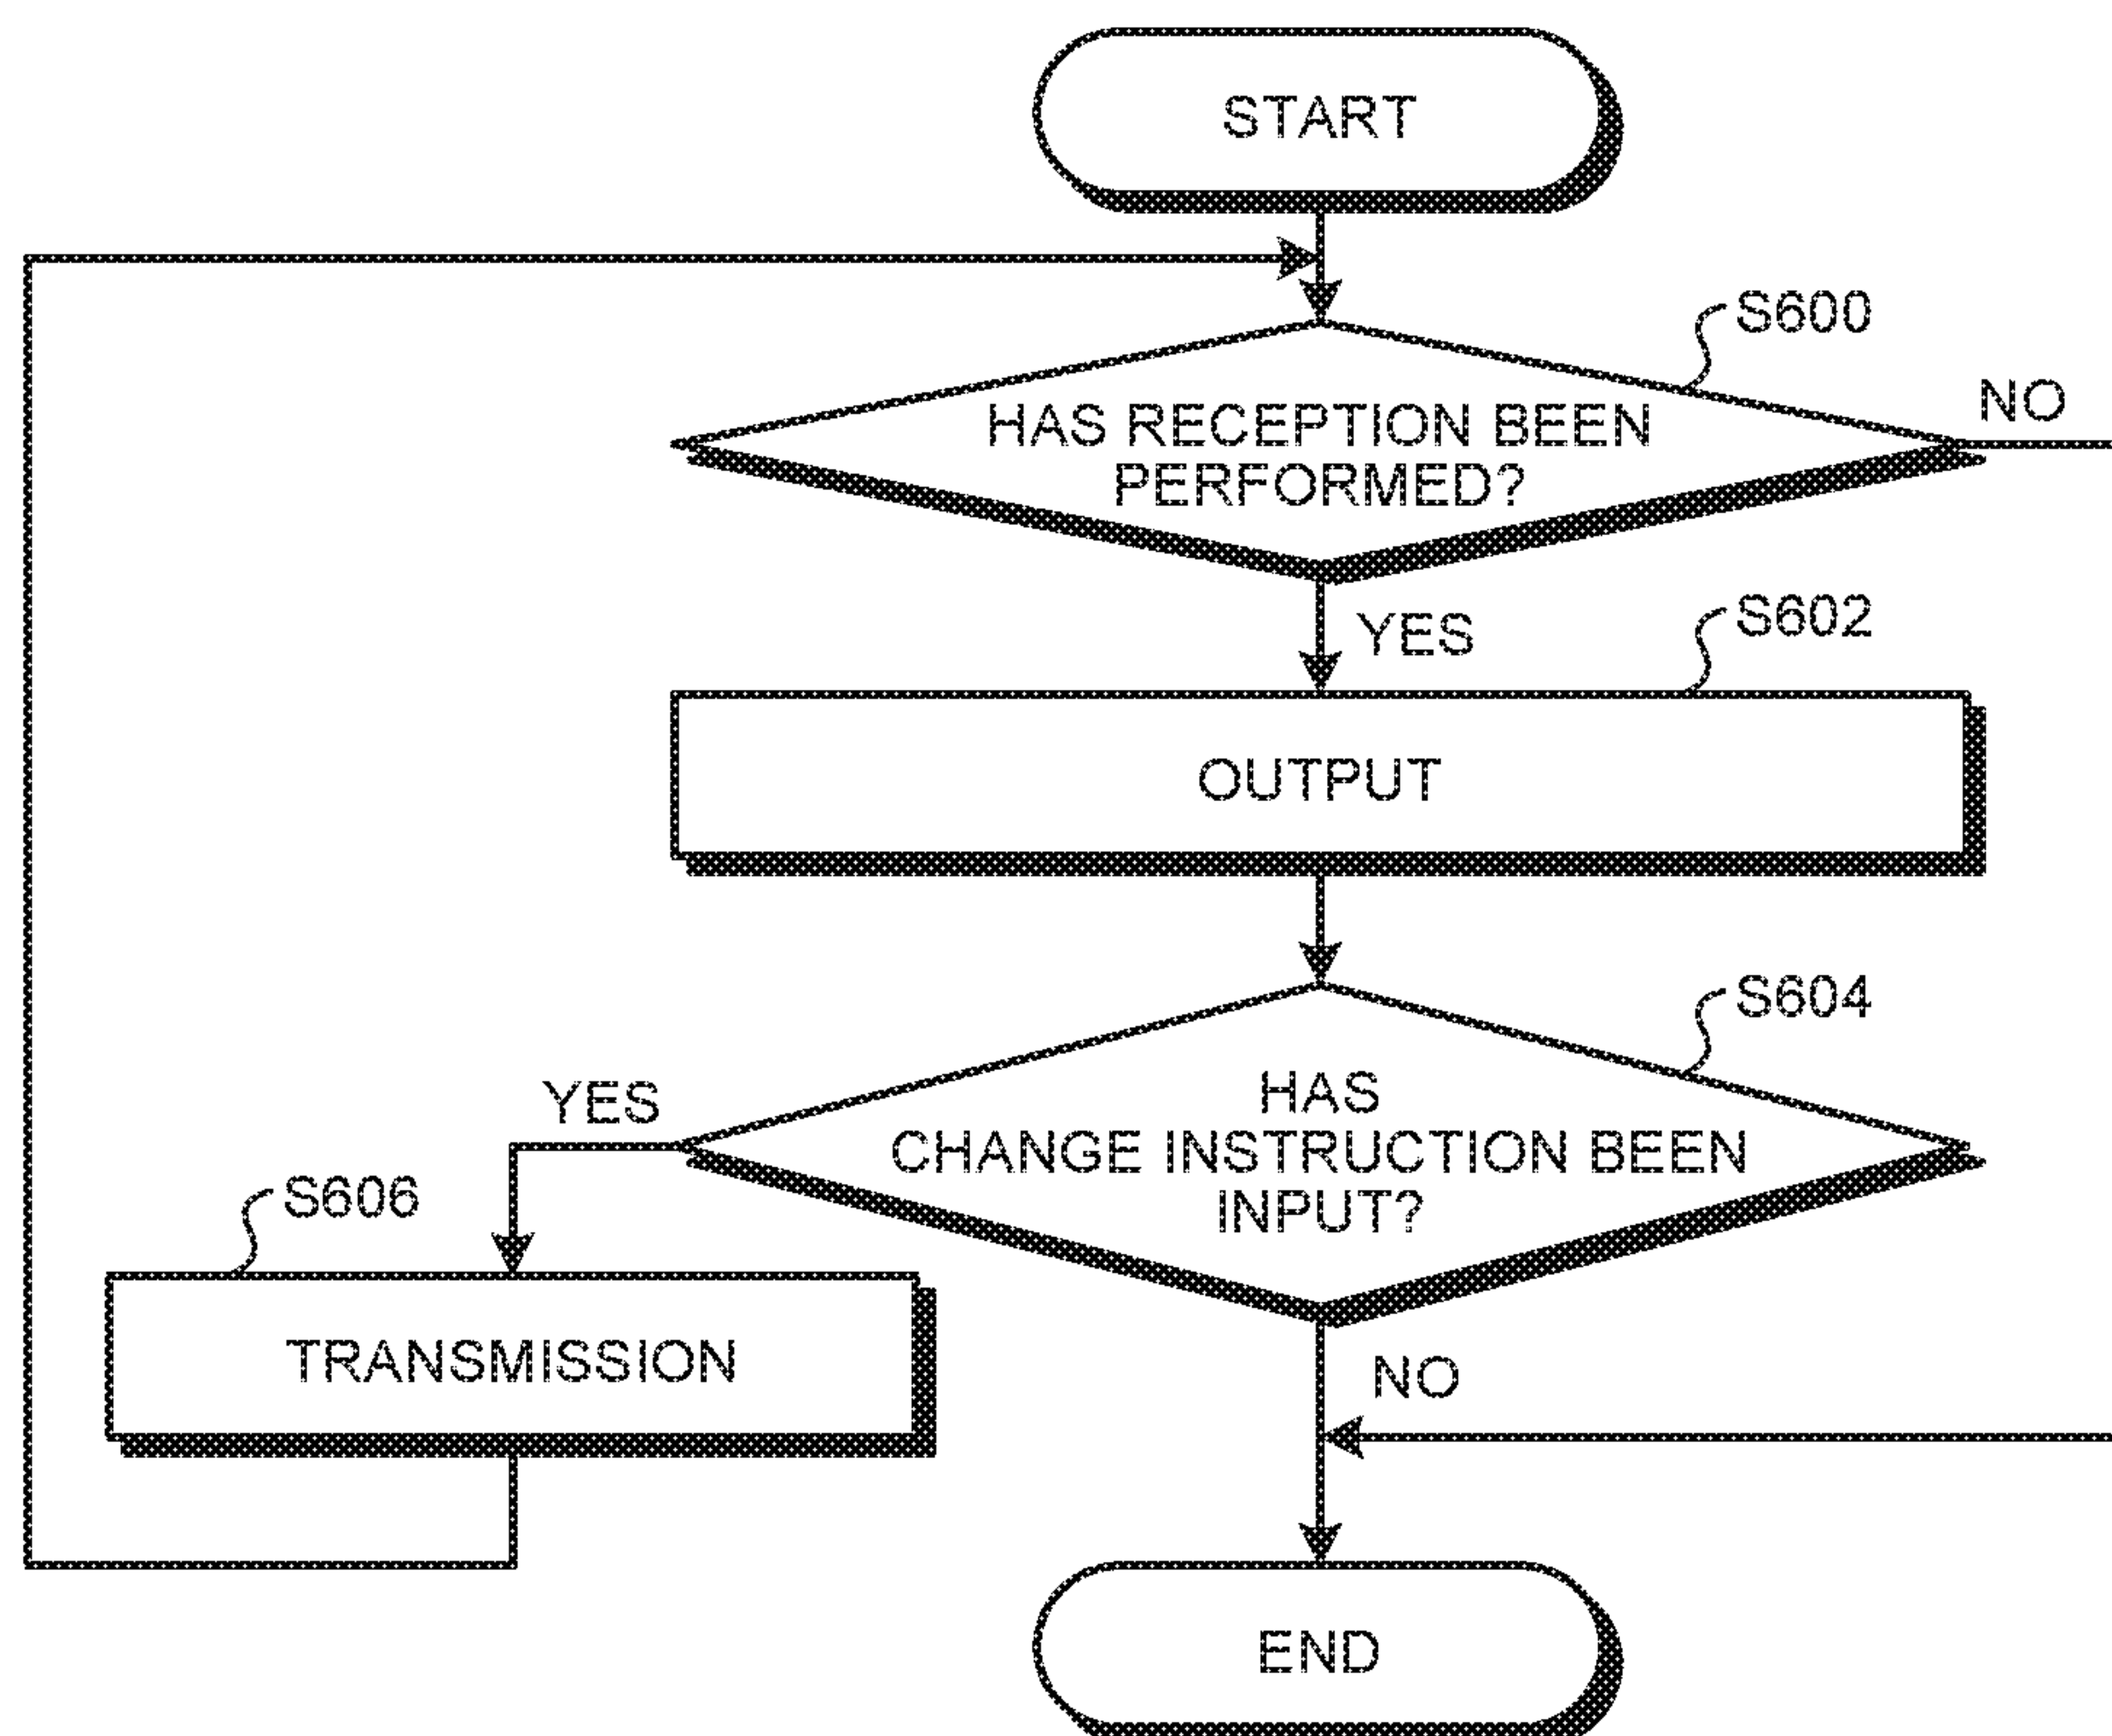 START
S600
NO
HAS RECEPTION BEEN
PERFORMED?
YES
S602
OUTPUT
S604
HAS
CHANGE INSTRUCTION BEEN
INPUT?
YES
S606
TRANSMISSION
NO
END